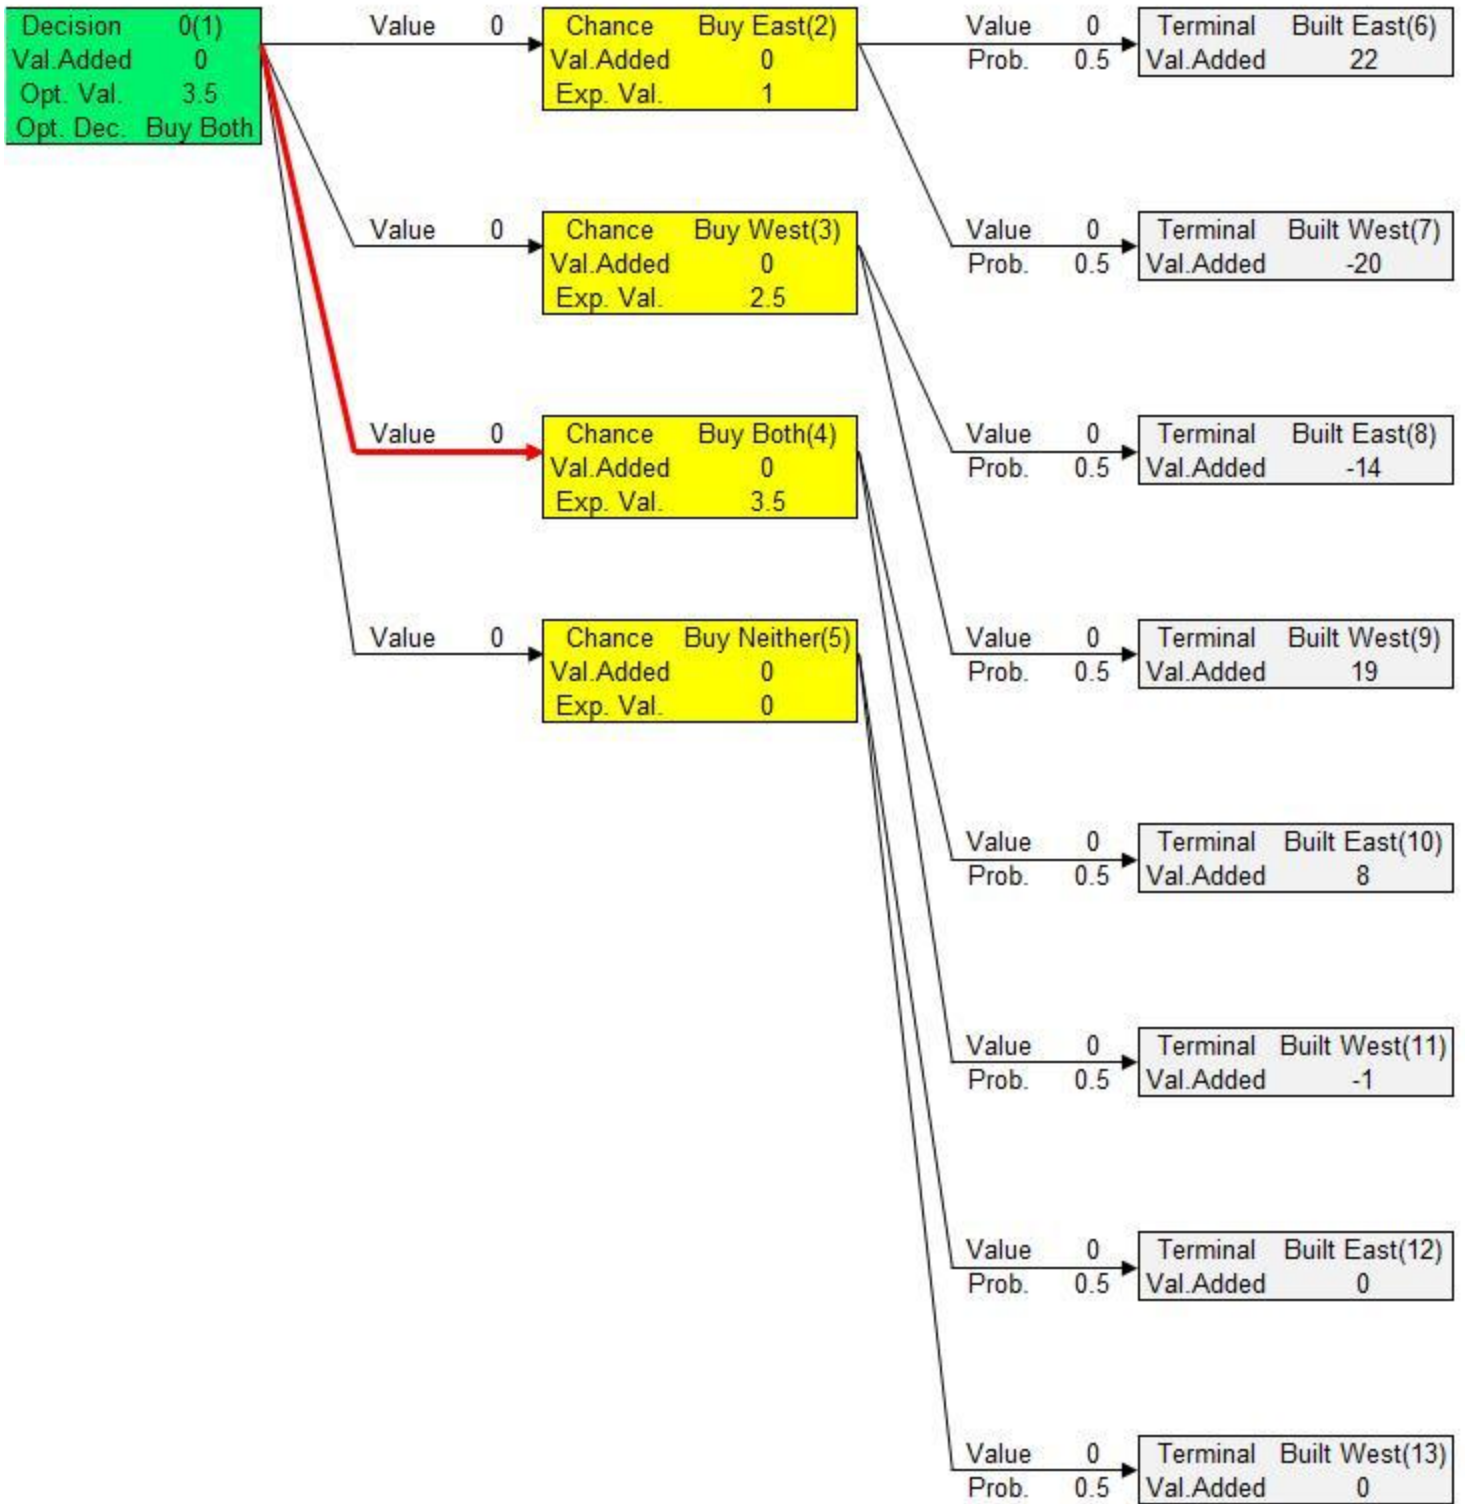 Decision 0(1)
Val.Added 0
Opt. Val. 3.5
Opt. Dec. Buy Both
Value 0
Chance Buy East(2)
Val.Added 0
Exp. Val. 1
Value 0
Prob. 0.5
Terminal Built East(6)
Val.Added 22
Value 0
Chance Buy West(3)
Val.Added 0
Exp. Val. 2.5
Value 0
Prob. 0.5
Terminal Built West(7)
Val.Added -20
Value 0
Chance Buy Both(4)
Val.Added 0
Exp. Val. 3.5
Value 0
Prob. 0.5
Terminal Built East(8)
Val.Added -14
Value 0
Chance Buy Neither(5)
Val.Added 0
Exp. Val. 0
Value 0
Prob. 0.5
Terminal Built West(9)
Val.Added 19
Value 0
Prob. 0.5
Terminal Built East(10)
Val.Added 8
Value 0
Prob. 0.5
Terminal Built West(11)
Val.Added -1
Value 0
Prob. 0.5
Terminal Built East(12)
Val.Added 0
Value 0
Prob. 0.5
Terminal Built West(13)
Val.Added 0